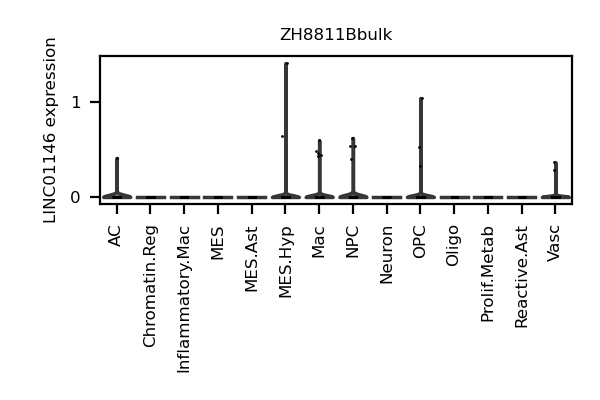 ZH8811Bbulk
LINC01146 expression
1
0
AC
Chromatin.Reg
Inflammatory.Mac
MES
MES.Ast
MES.Hyp
Mac
NPC
Neuron
OPC
Oligo
Prolif.Metab
Reactive.Ast
Vasc